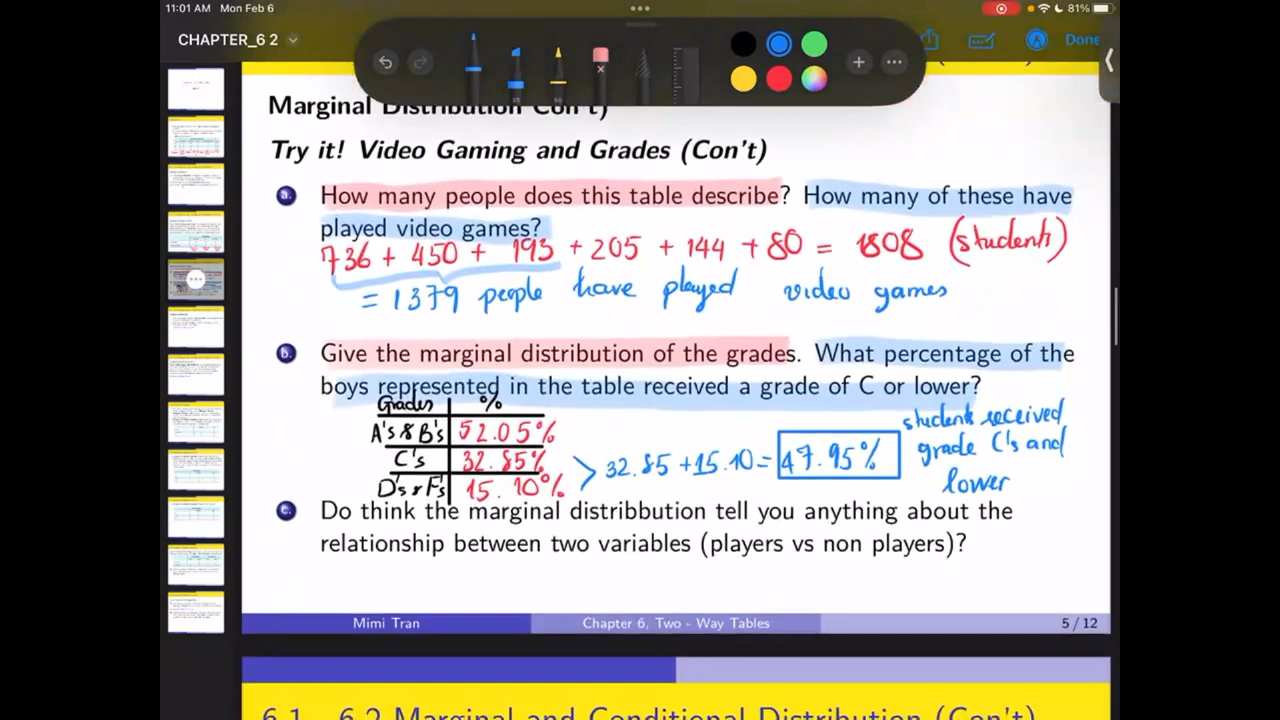 11:01 AM Mon Feb 6
81%
CHAPTER_6 2
Done
Marginal Distribution Con't)
Try it! Video Gaming and Grades (Con't)
a. How many people does this table describe? How many of these have
played video games?
736 + 450 + 193 + 205 + 144 + 80 = 1808 (students)
= 1379 people have played video games
b. Give the marginal distribution of the grades. What percentage of the
boys represented in the table received a grade of C or lower?
Grades %
A's & B's 52.05%
C's 32.85%
D's & F's 15.10%
> 32.85 + 15.10 = 47.95%
student received
grade C's and
lower
c. Do think the marginal distribbution tell you anything about the
relationship between two variables (players vs non players)?
Mimi Tran Chapter 6, Two - Way Tables 5 / 12
6.1 - 6.2 Marginal and Conditional Distribution (Con't)